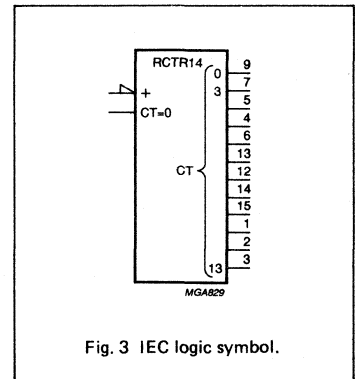 RCTR14
0 9
3 7
+ 5
CT=0 4
6
13
CT 12
14
15
1
2
13 3
MGA829
Fig. 3 IEC logic symbol.